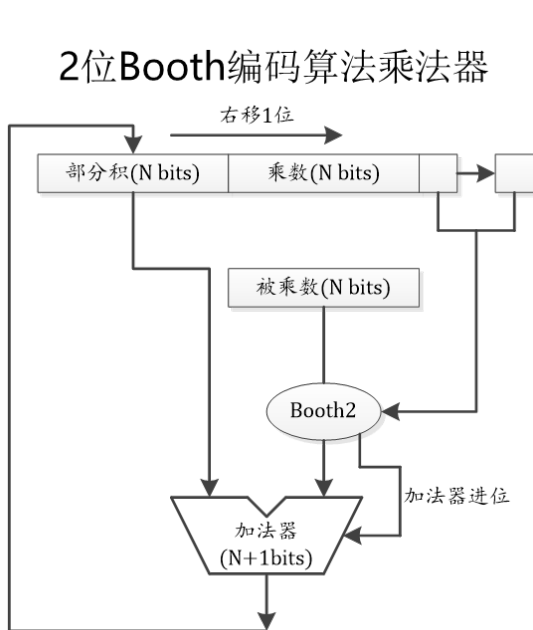 2位Booth编码算法乘法器
右移1位
部分积(N bits)
乘数(N bits)
被乘数(N bits)
Booth2
加法器进位
加法器
(N+1bits)